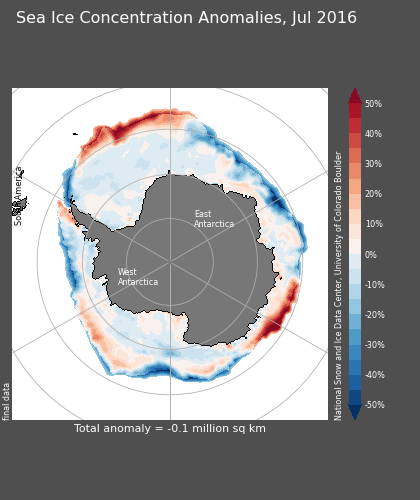 Sea Ice Concentration Anomalies, Jul 2016
South America
East
Antarctica
West
Antarctica
50%
40%
30%
20%
10%
0%
-10%
-20%
-30%
-40%
-50%
National Snow and Ice Data Center, University of Colorado Boulder
final data
Total anomaly = -0.1 million sq km